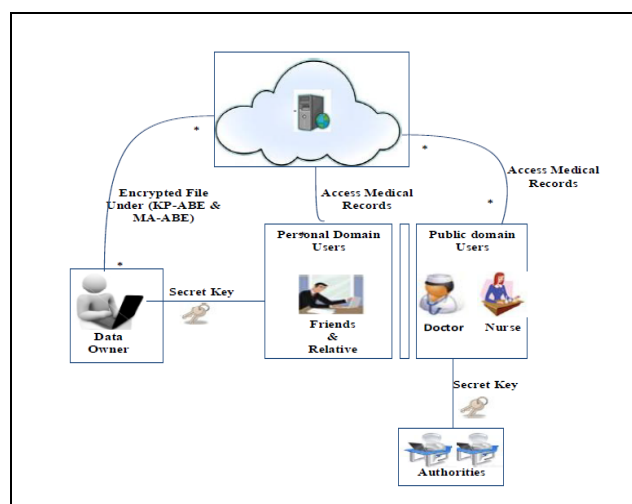 Encrypted File
Under (KP-ABE &
MA-ABE)
Access Medical
Records
Access Medical
Records
Personal Domain
Users
Public domain
Users
Secret Key
Data
Owner
Friends
&
Relative
Doctor
Nurse
Secret Key
Authorities